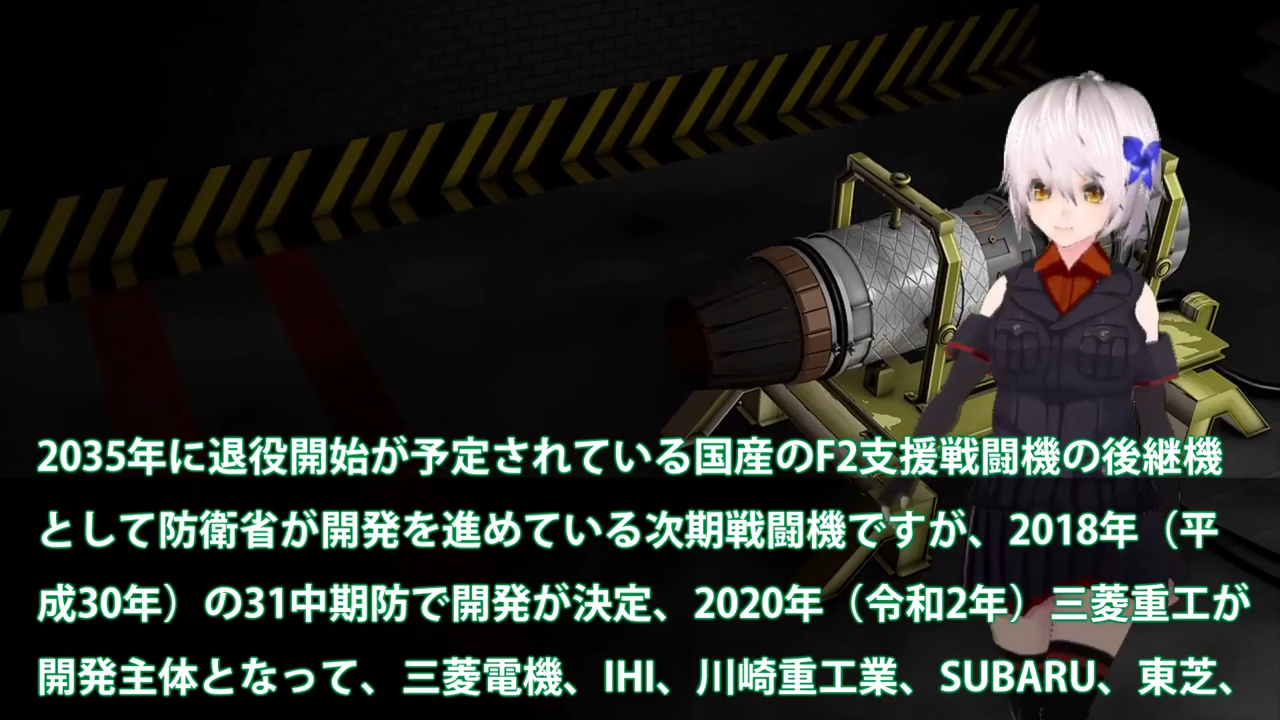 2035年に退役開始が予定されている国産のF2支援戦闘機の後継機
として防衛省が開発を進めている次期戦闘機ですが、2018年（平
成30年）の31中期防で開発が決定、2020年（令和2年）三菱重工が
開発主体となって、三菱電機、IHI、川崎重工業、SUBARU、東芝、